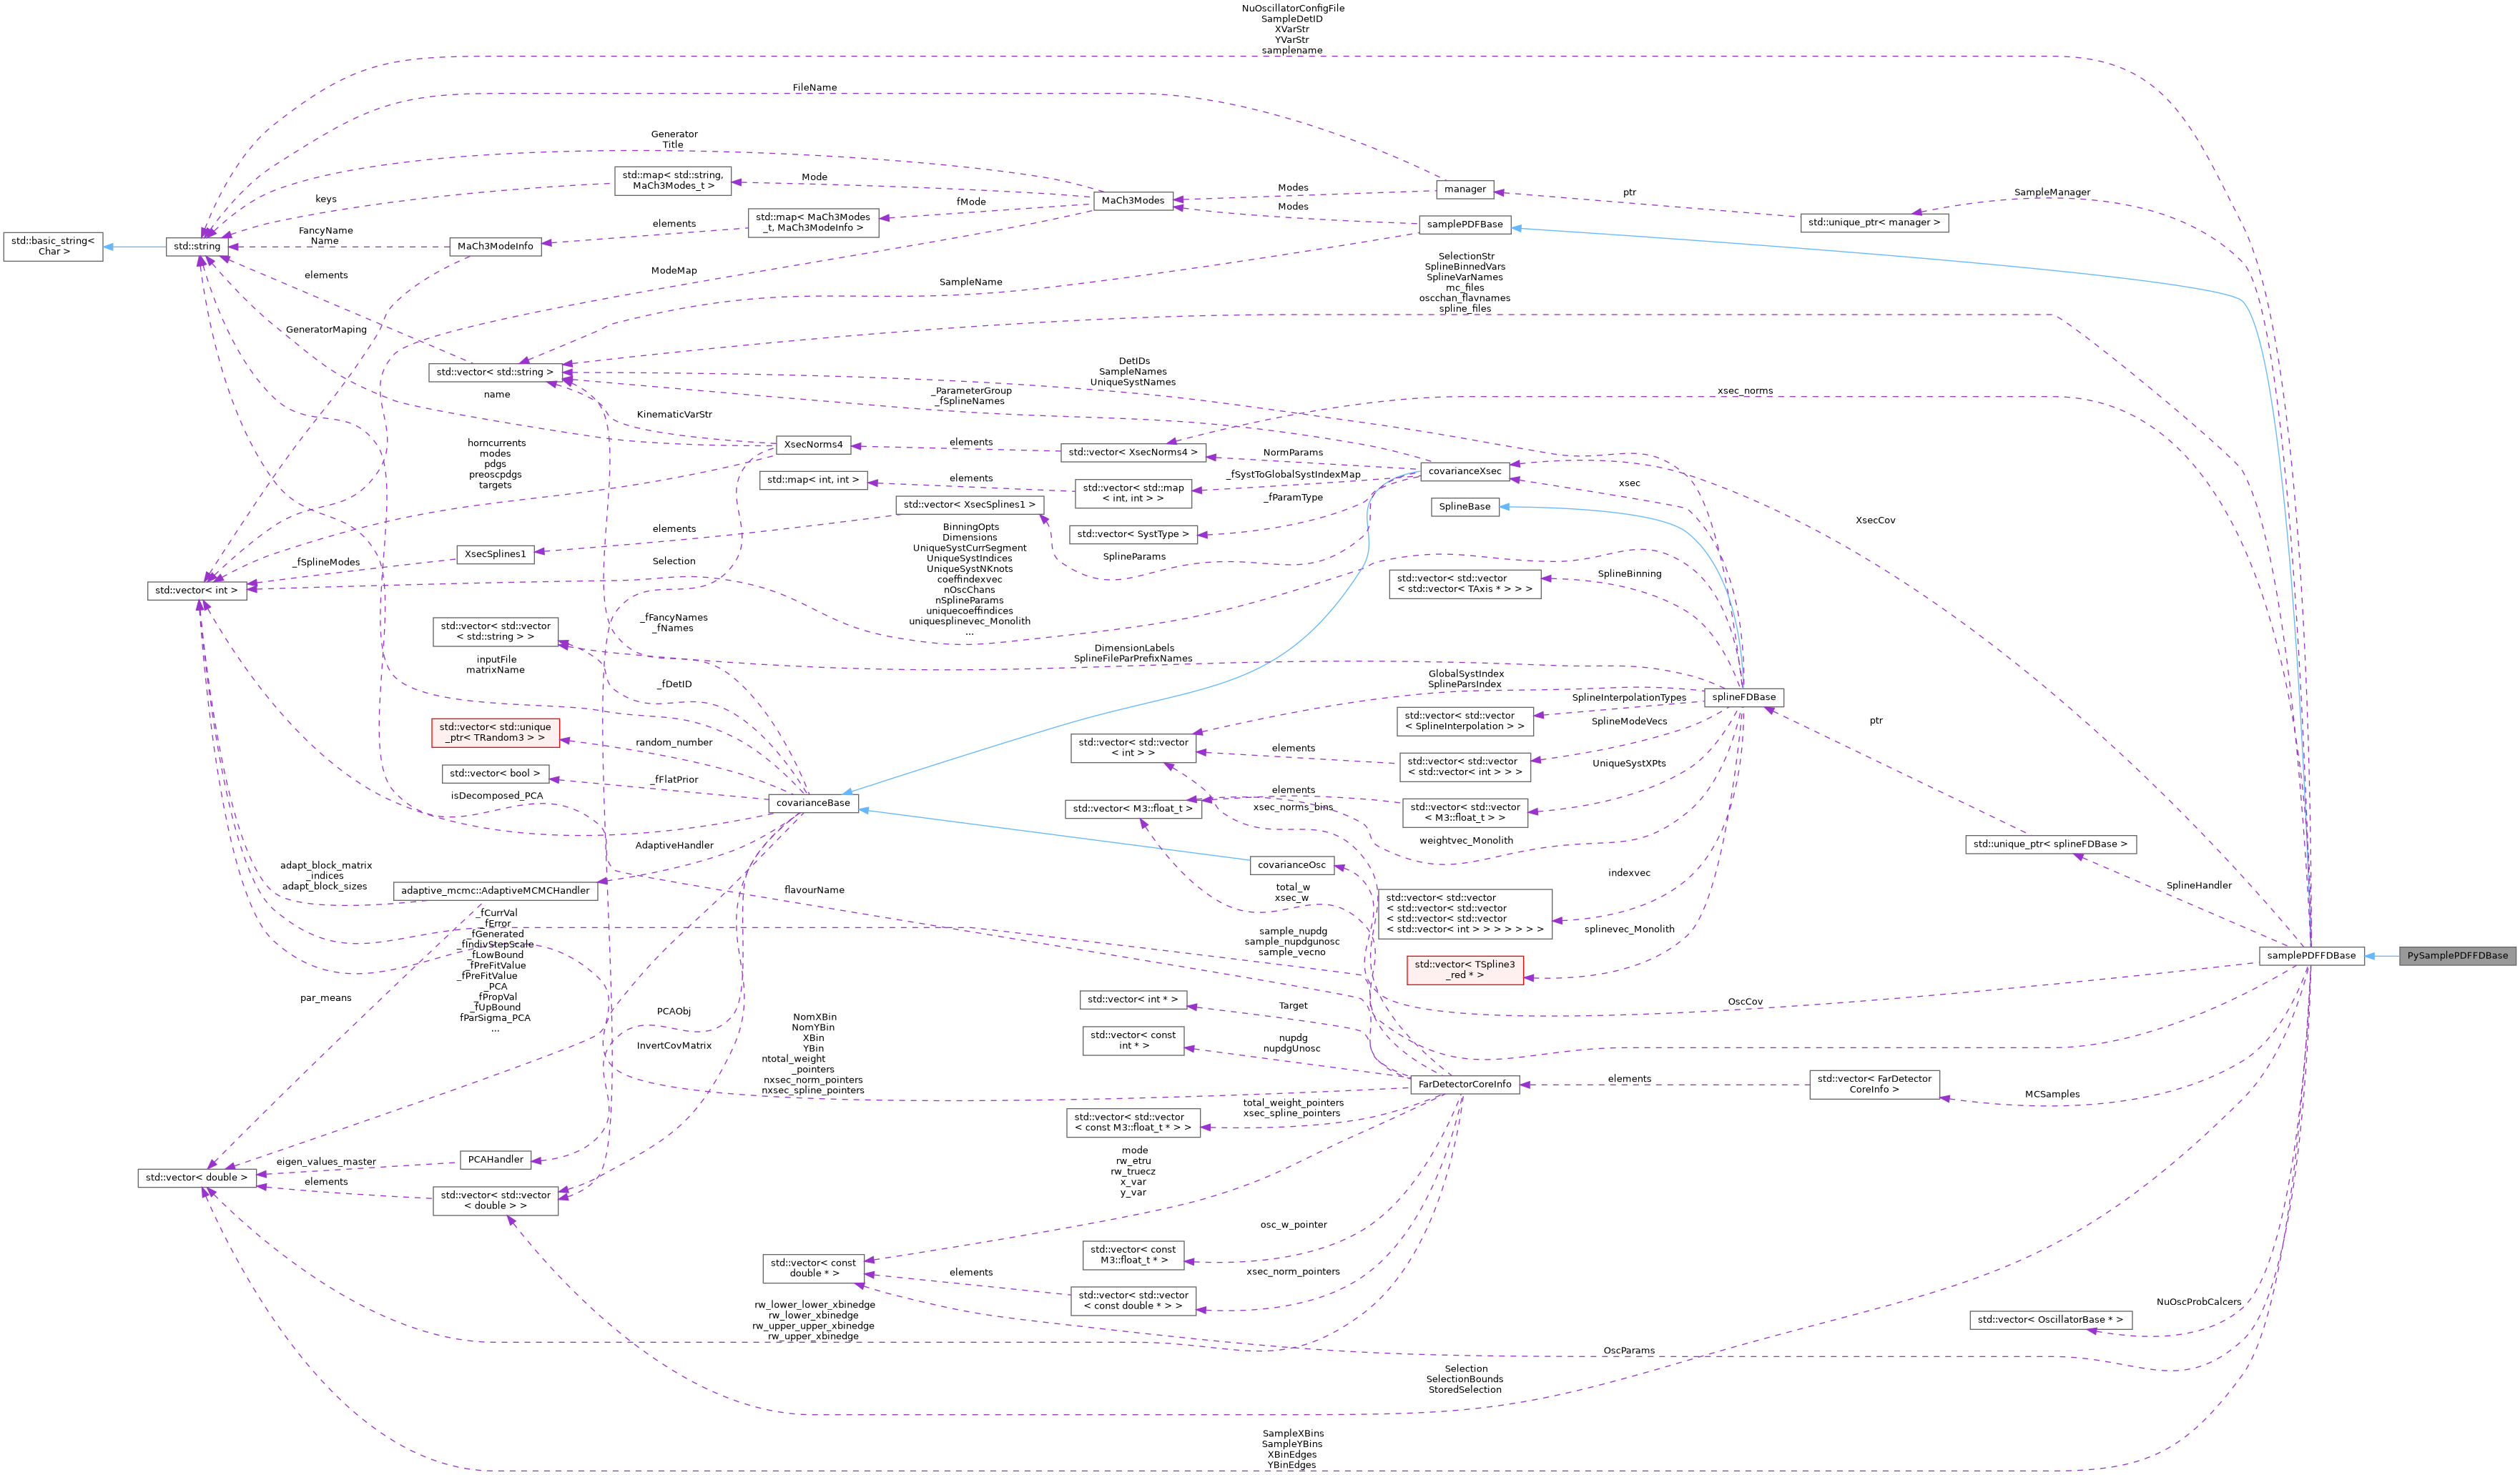 NuOscillatorConfigFile
SampleDetID
XVarStr
YVarStr
samplename
FileName
Generator
Title
std::map< std::string,
MaCh3Modes_t >
Mode
keys
Modes
manager
ptr
SampleManager
MaCh3Modes
fMode
Modes
std::map< MaCh3Modes
_t, MaCh3ModeInfo >
elements
samplePDFBase
std::unique_ptr< manager >
std::basic_string<
Char >
std::string
FancyName
Name
MaCh3ModeInfo
elements
ModeMap
SampleName
SelectionStr
SplineBinnedVars
SplineVarNames
mc_files
oscchan_flavnames
spline_files
GeneratorMaping
std::vector< std::string >
DetIDs
SampleNames
UniqueSystNames
_ParameterGroup
_fSplineNames
xsec_norms
name
KinematicVarStr
XsecNorms4
elements
std::vector< XsecNorms4 >
NormParams
covarianceXsec
horncurrents
modes
pdgs
preoscpdgs
targets
std::map< int, int >
elements
std::vector< std::map
< int, int > >
_fSystToGlobalSystIndexMap
_fParamType
xsec
SplineBase
XsecCov
std::vector< XsecSplines1 >
std::vector< SystType >
elements
XsecSplines1
_fSplineModes
Selection
BinningOpts
Dimensions
UniqueSystCurrSegment
UniqueSystIndices
UniqueSystNKnots
coeffindexvec
nOscChans
nSplineParams
uniquecoeffindices
uniquesplinevec_Monolith
...
SplineParams
std::vector< std::vector
< std::vector< TAxis * > > >
SplineBinning
std::vector< int >
std::vector< std::vector
< std::string > >
_fFancyNames
_fNames
inputFile
matrixName
_fDetID
DimensionLabels
SplineFileParPrefixNames
GlobalSystIndex
SplineParsIndex
SplineInterpolationTypes
splineFDBase
std::vector< std::vector
< SplineInterpolation > >
SplineModeVecs
ptr
std::vector< std::unique
_ptr< TRandom3 > >
random_number
std::vector< std::vector
< int > >
elements
std::vector< std::vector
< std::vector< int > > >
UniqueSystXPts
std::vector< bool >
_fFlatPrior
isDecomposed_PCA
covarianceBase
std::vector< M3::float_t >
elements
xsec_norms_bins
std::vector< std::vector
< M3::float_t > >
weightvec_Monolith
AdaptiveHandler
covarianceOsc
std::unique_ptr< splineFDBase >
adapt_block_matrix
_indices
adapt_block_sizes
adaptive_mcmc::AdaptiveMCMCHandler
flavourName
total_w
xsec_w
std::vector< std::vector
< std::vector< std::vector
< std::vector< std::vector
< std::vector< int > > > > > > >
indexvec
SplineHandler
_fCurrVal
_fError
_fGenerated
_fIndivStepScale
_fLowBound
_fPreFitValue
_fPreFitValue
_PCA
_fPropVal
_fUpBound
fParSigma_PCA
...
sample_nupdg
sample_nupdgunosc
sample_vecno
splinevec_Monolith
std::vector< TSpline3
_red * >
samplePDFFDBase
PySamplePDFFDBase
par_means
PCAObj
InvertCovMatrix
NomXBin
NomYBin
XBin
YBin
ntotal_weight
_pointers
nxsec_norm_pointers
nxsec_spline_pointers
std::vector< int * >
Target
OscCov
std::vector< const
int * >
nupdg
nupdgUnosc
FarDetectorCoreInfo
elements
std::vector< FarDetector
CoreInfo >
MCSamples
std::vector< std::vector
< const M3::float_t * > >
total_weight_pointers
xsec_spline_pointers
eigen_values_master
PCAHandler
std::vector< double >
elements
std::vector< std::vector
< double > >
mode
rw_etru
rw_truecz
x_var
y_var
osc_w_pointer
std::vector< const
M3::float_t * >
std::vector< const
double * >
elements
xsec_norm_pointers
std::vector< std::vector
< const double * > >
rw_lower_lower_xbinedge
rw_lower_xbinedge
rw_upper_upper_xbinedge
rw_upper_xbinedge
NuOscProbCalcers
std::vector< OscillatorBase * >
OscParams
Selection
SelectionBounds
StoredSelection
SampleXBins
SampleYBins
XBinEdges
YBinEdges
elements